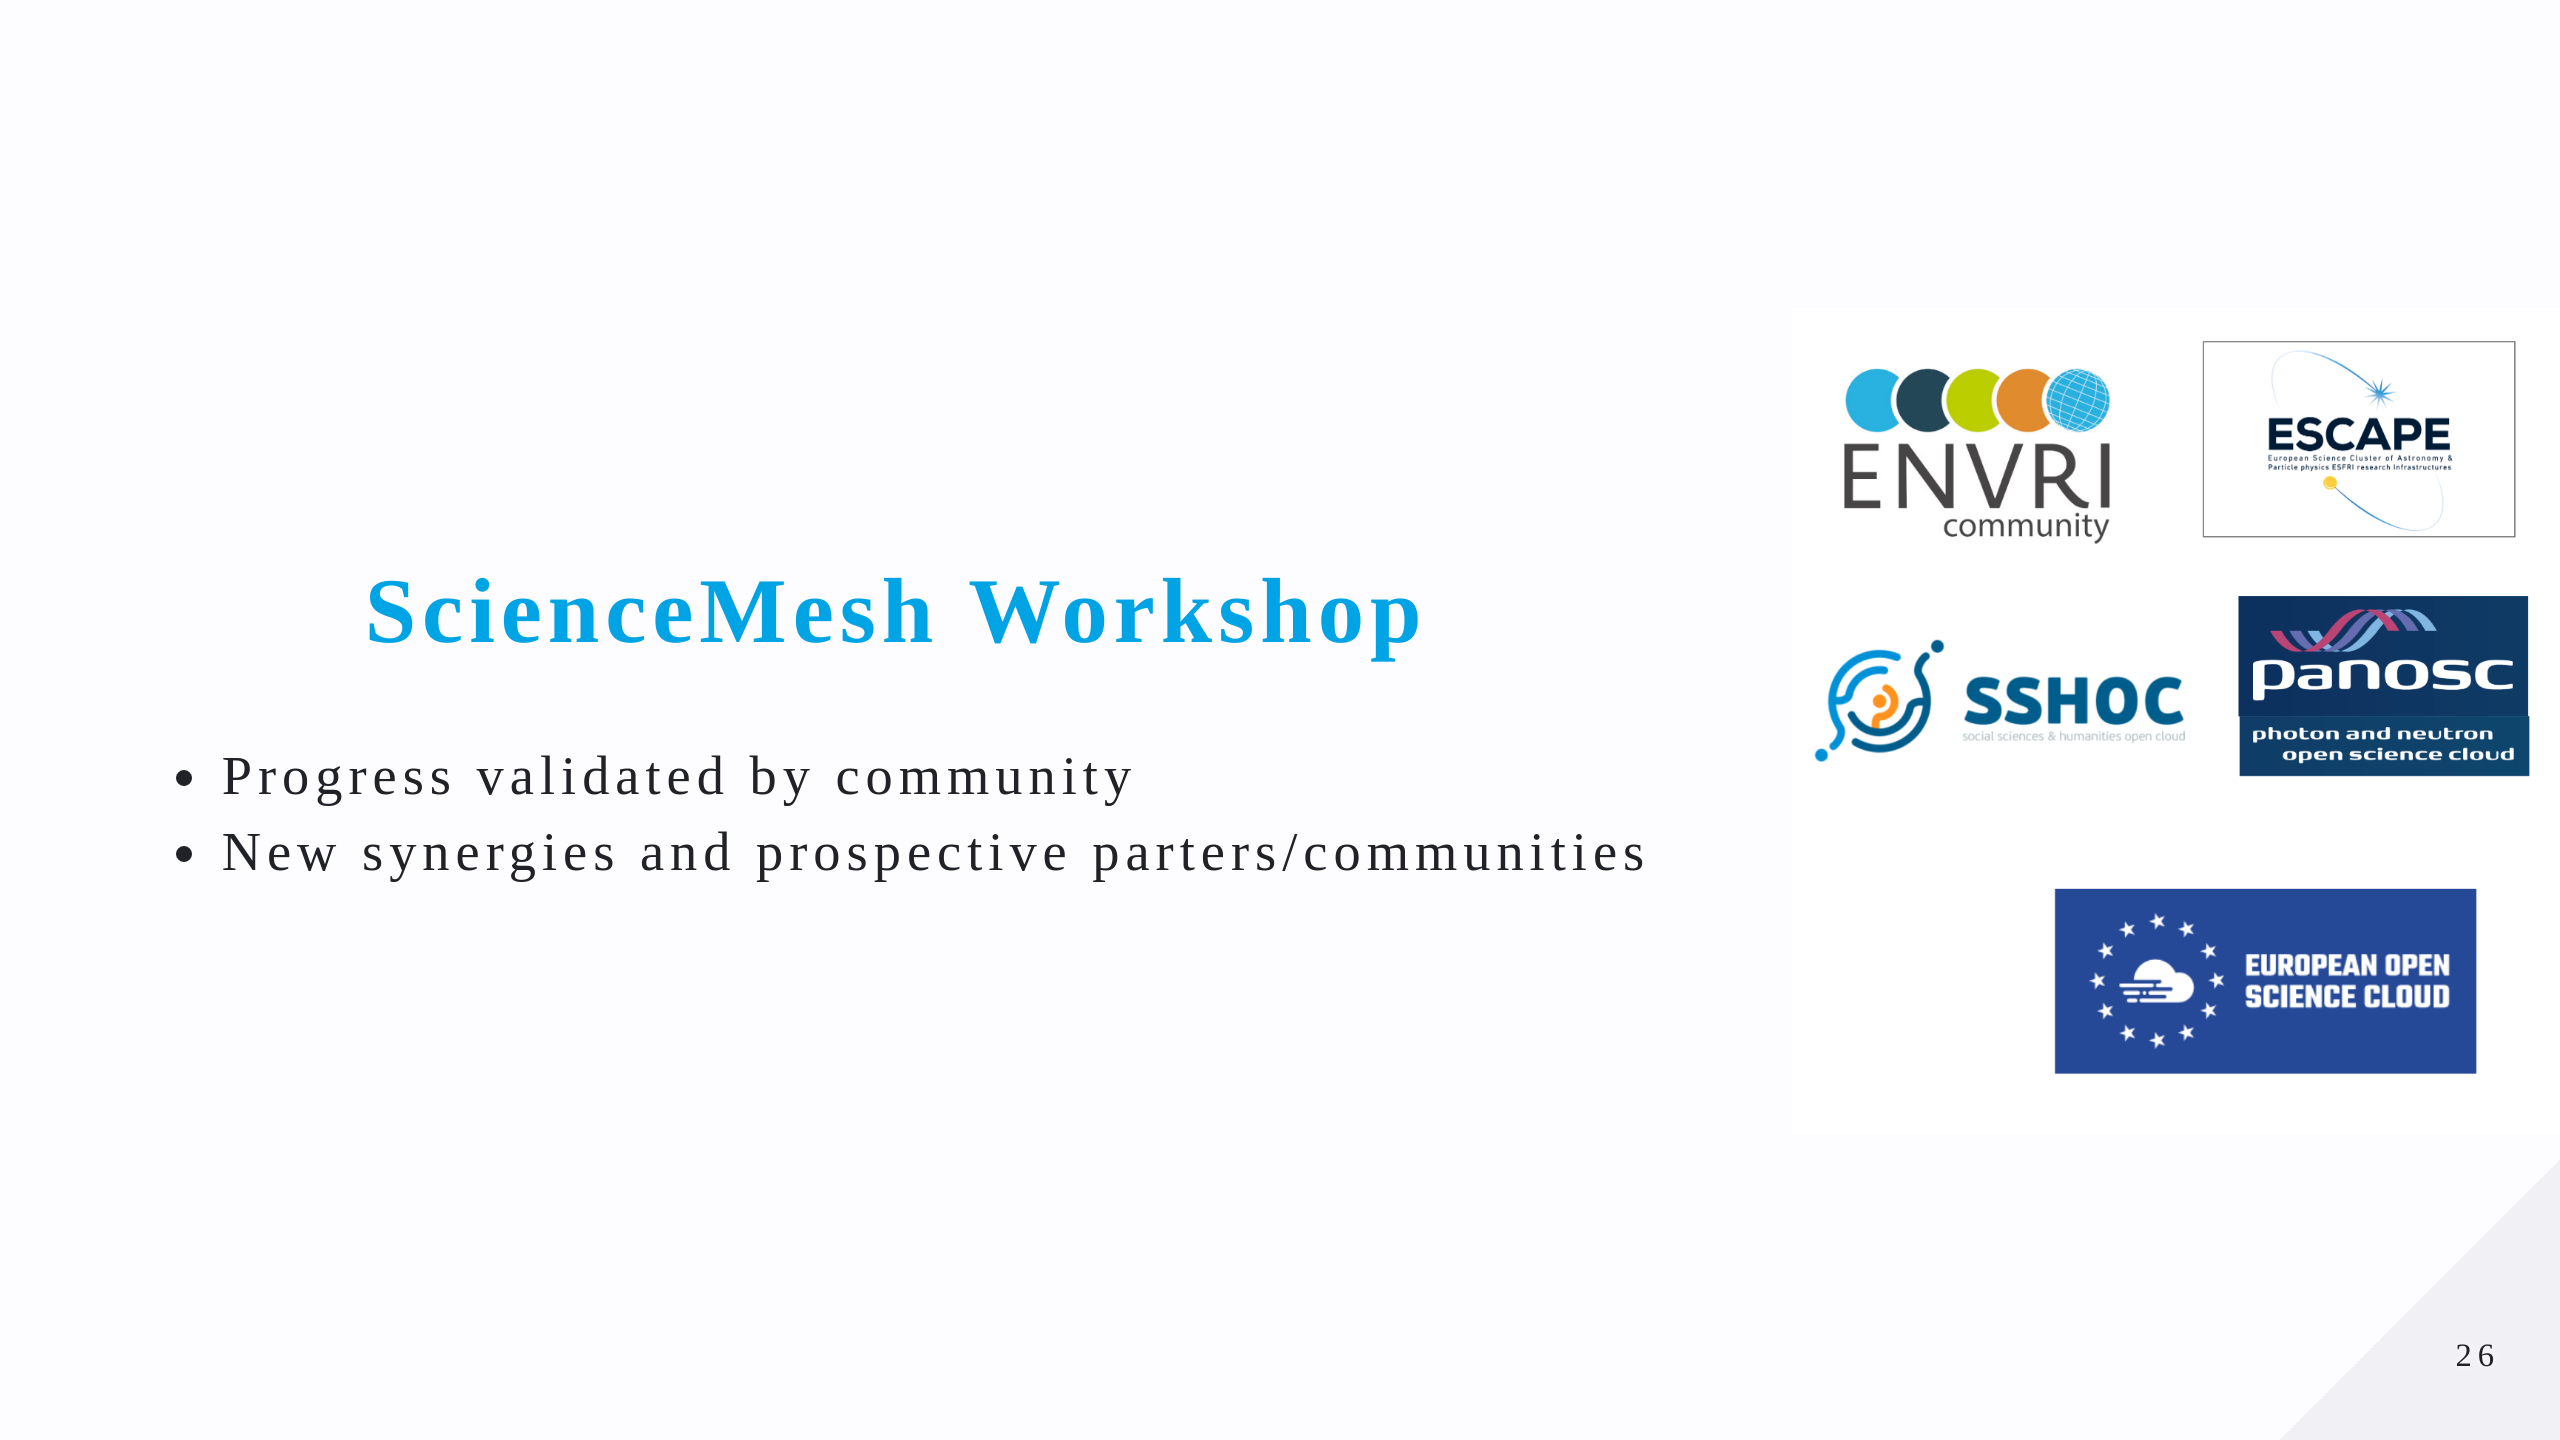 ScienceMesh Workshop
• Progress validated by community
• New synergies and prospective parters/communities
ENVRI
community
ESCAPE
European Science Cluster of Astronomy &
Particle physics ESFRI research Infrastructures
SSHOC
social sciences & humanities open cloud
panosc
photon and neutron
open science cloud
EUROPEAN OPEN
SCIENCE CLOUD
26